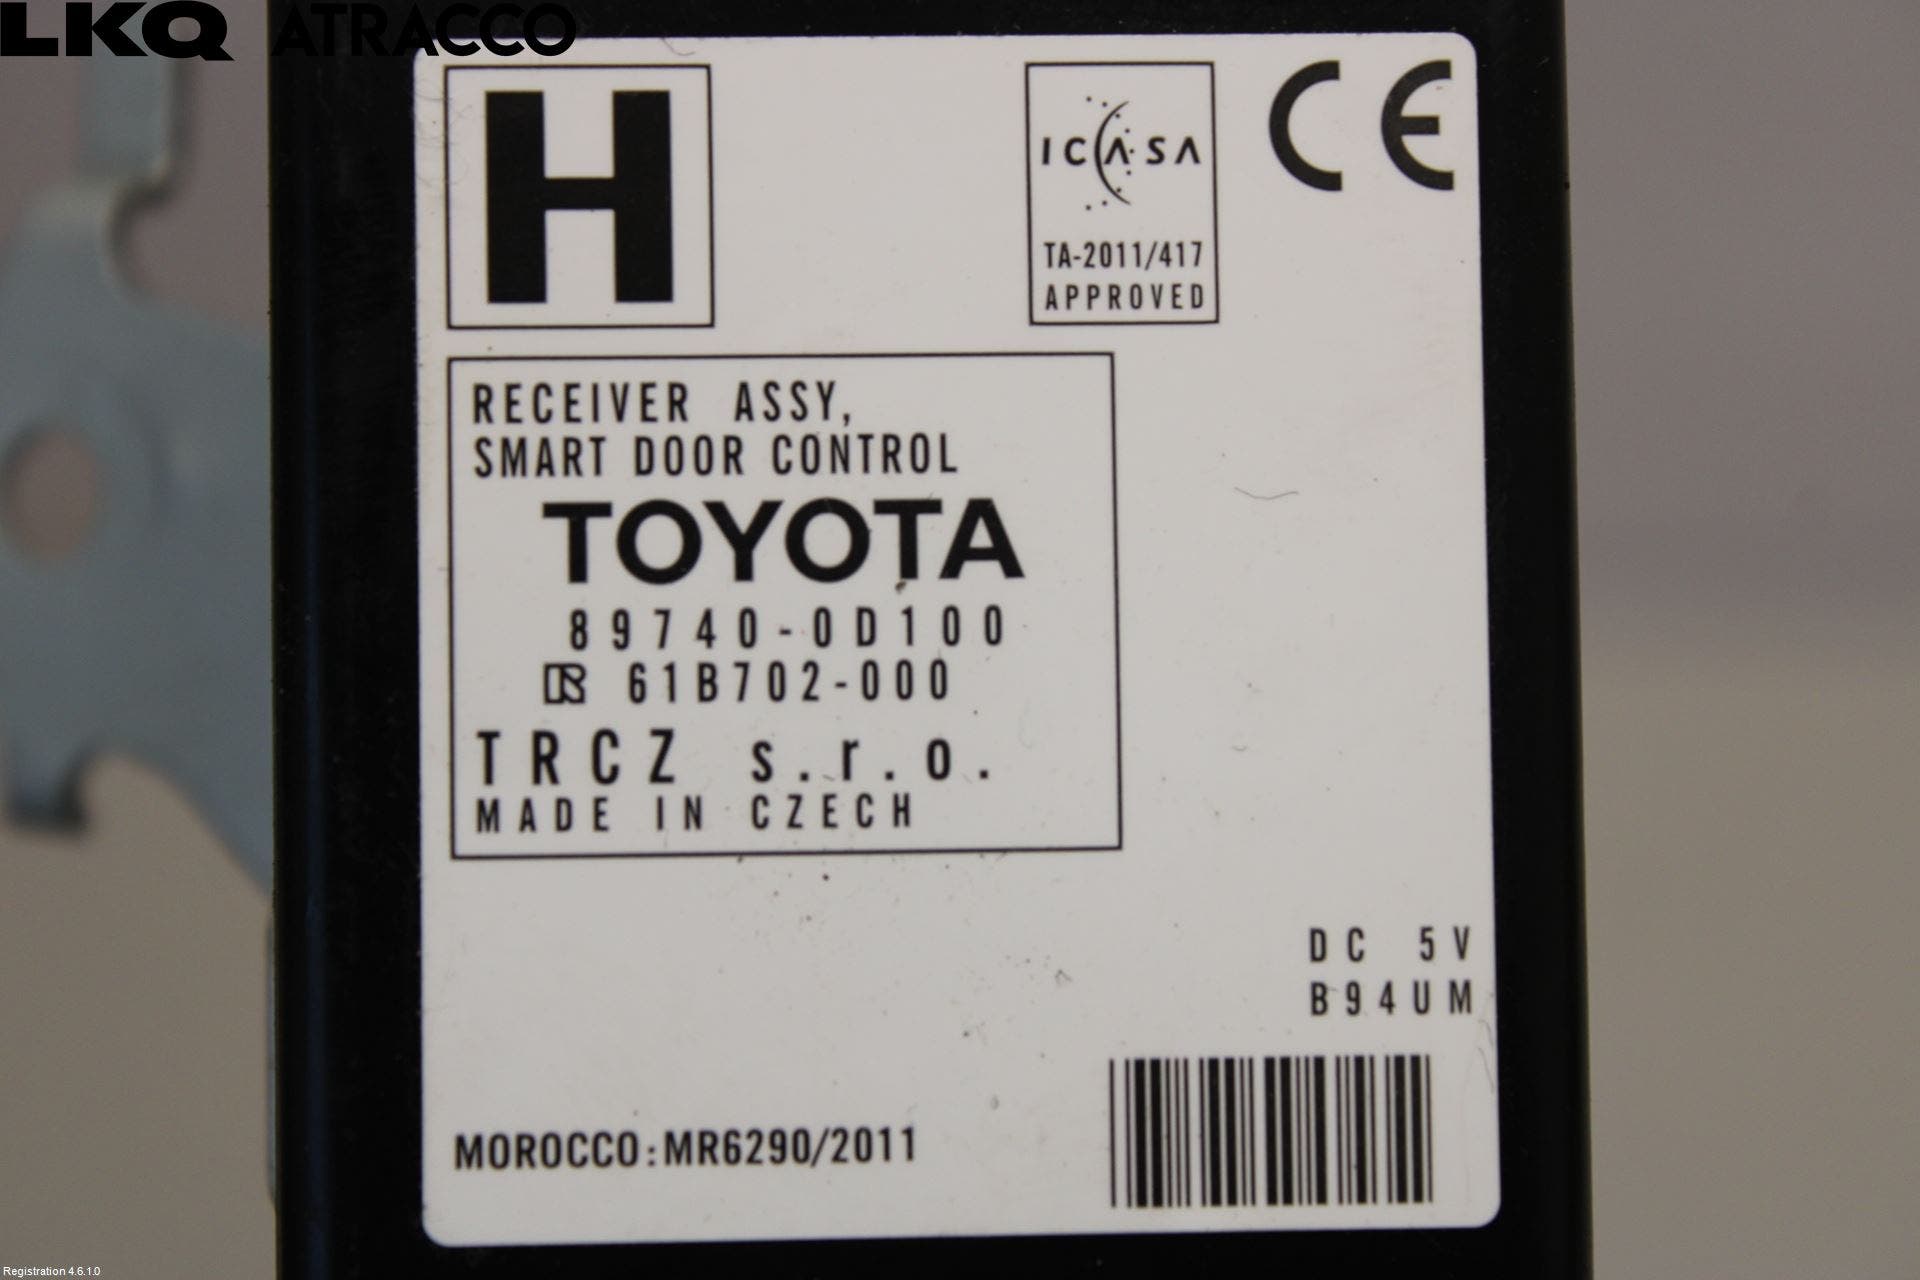 LKQ ATRACCO
H
ICASA
TA-2011/417
APPROVED
CE
RECEIVER ASSY,
SMART DOOR CONTROL
TOYOTA
89740-0D100
61B702-000
TRCZ s.r.o.
MADE IN CZECH
DC 5V
B94UM
MOROCCO:MR6290/2011
Registration 4.6.1.0